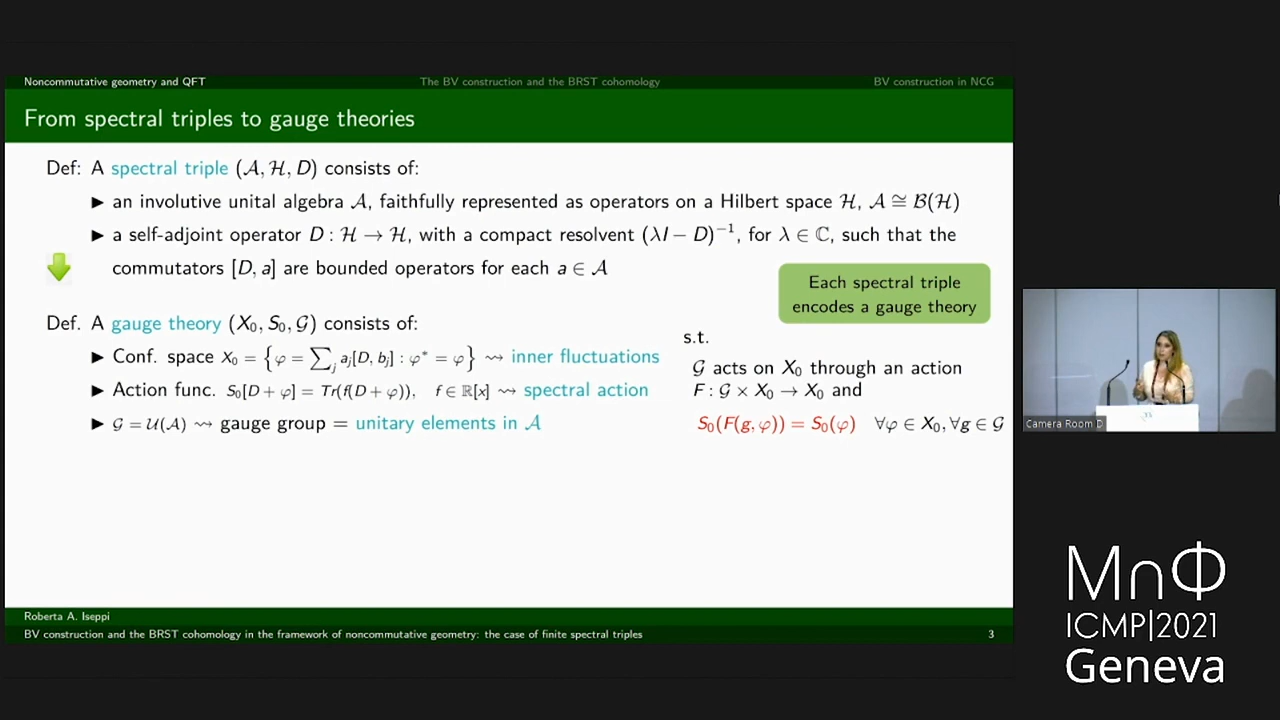 Noncommutative geometry and QFT The BV construction and the BRST cohomology BV construction in NCG
From spectral triples to gauge theories
Def: A spectral triple (𝒜, ℋ, D) consists of:
▶ an involutive unital algebra 𝒜, faithfully represented as operators on a Hilbert space ℋ, 𝒜 ≅ ℬ(ℋ)
▶ a self-adjoint operator D : ℋ → ℋ, with a compact resolvent (λI − D)⁻¹, for λ ∈ ℂ, such that the
commutators [D, a] are bounded operators for each a ∈ 𝒜
Each spectral triple
encodes a gauge theory
Def. A gauge theory (X₀, S₀, 𝒢) consists of:
▶ Conf. space X₀ = {φ = ∑ⱼ aⱼ[D, bⱼ] : φ* = φ} ⇝ inner fluctuations
▶ Action func. S₀[D + φ] = Tr(f(D + φ)), f ∈ ℝ[x] ⇝ spectral action
▶ 𝒢 = 𝒰(𝒜) ⇝ gauge group = unitary elements in 𝒜
s.t.
𝒢 acts on X₀ through an action
F : 𝒢 × X₀ → X₀ and
S₀(F(g, φ)) = S₀(φ) ∀φ ∈ X₀, ∀g ∈ 𝒢
Roberta A. Iseppi
BV construction and the BRST cohomology in the framework of noncommutative geometry: the case of finite spectral triples 3
Camera Room D
M∩Φ
ICMP|2021
Geneva